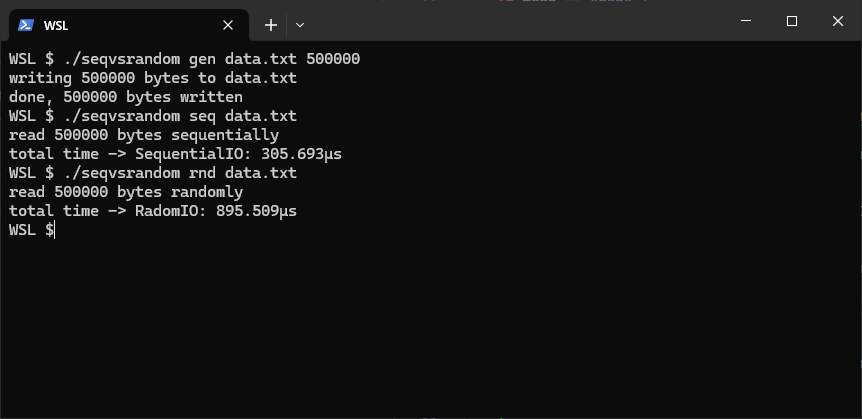 WSL
WSL $ ./seqvsrandom gen data.txt 500000
writing 500000 bytes to data.txt
done, 500000 bytes written
WSL $ ./seqvsrandom seq data.txt
read 500000 bytes sequentially
total time -> SequentialIO: 305.693µs
WSL $ ./seqvsrandom rnd data.txt
read 500000 bytes randomly
total time -> RadomIO: 895.509µs
WSL $